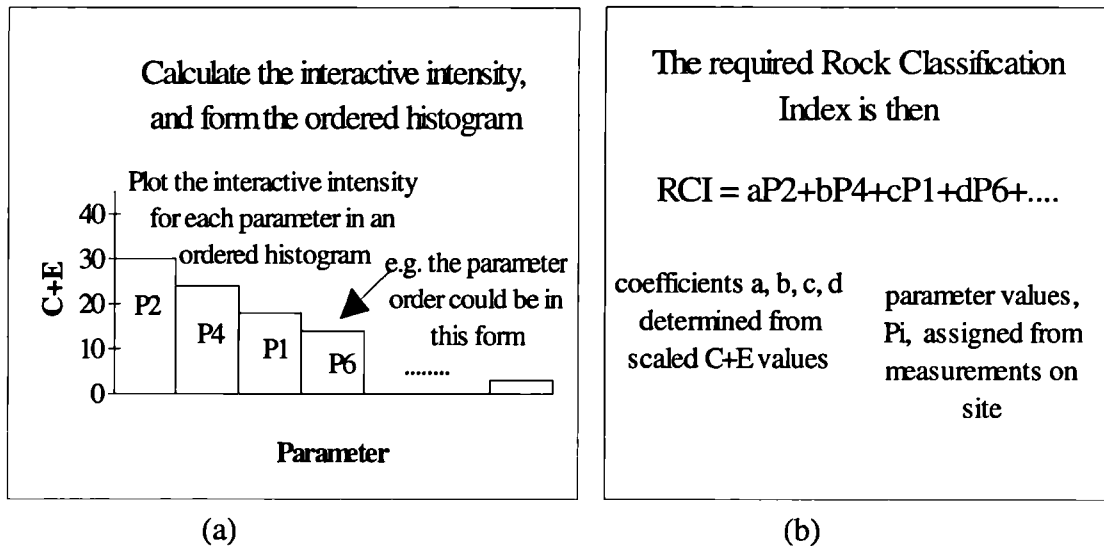 Calculate the interactive intensity,
and form the ordered histogram
Plot the interactive intensity
for each parameter in an
ordered histogram
e.g. the parameter
order could be in
this form
C+E
40
30
20
10
0
P2
P4
P1
P6
........
Parameter
(a)
The required Rock Classification
Index is then
RCI = aP2+bP4+cP1+dP6+....
coefficients a, b, c, d
determined from
scaled C+E values
parameter values,
Pi, assigned from
measurements on
site
(b)